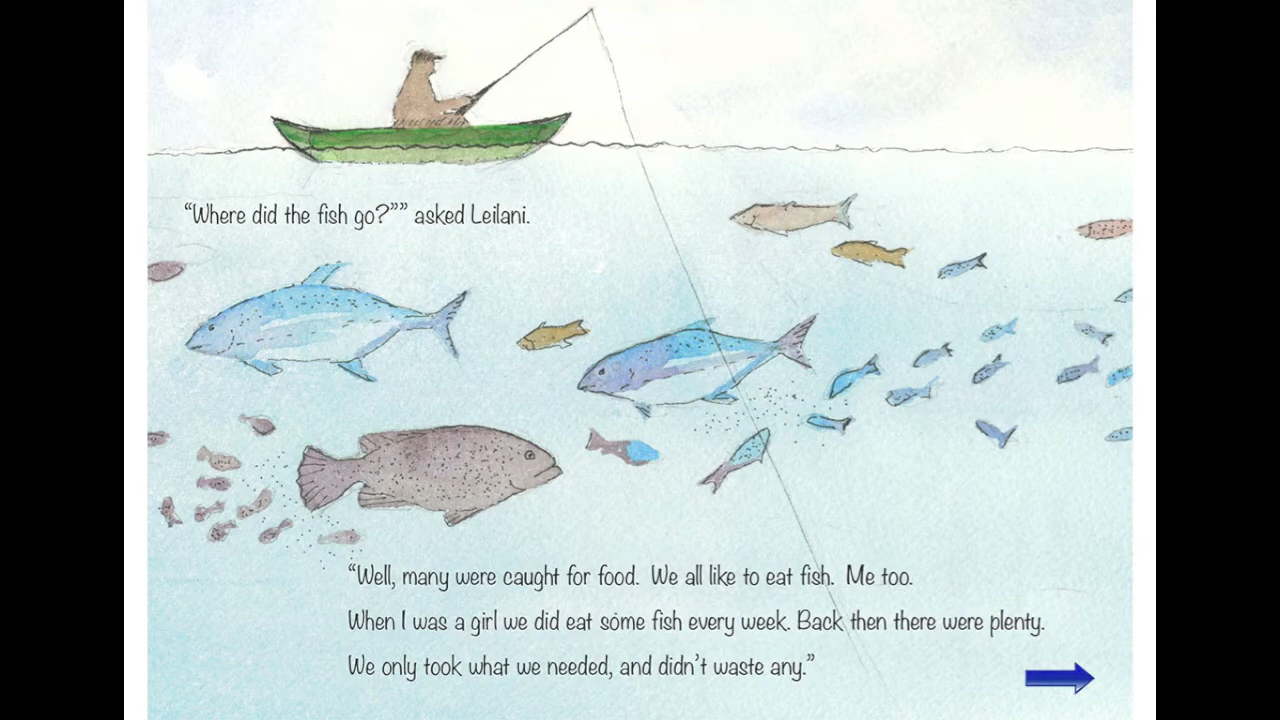 “Where did the fish go?”” asked Leilani.
“Well, many were caught for food. We all like to eat fish. Me too.
When I was a girl we did eat some fish every week. Back then there were plenty.
We only took what we needed, and didn’t waste any.”